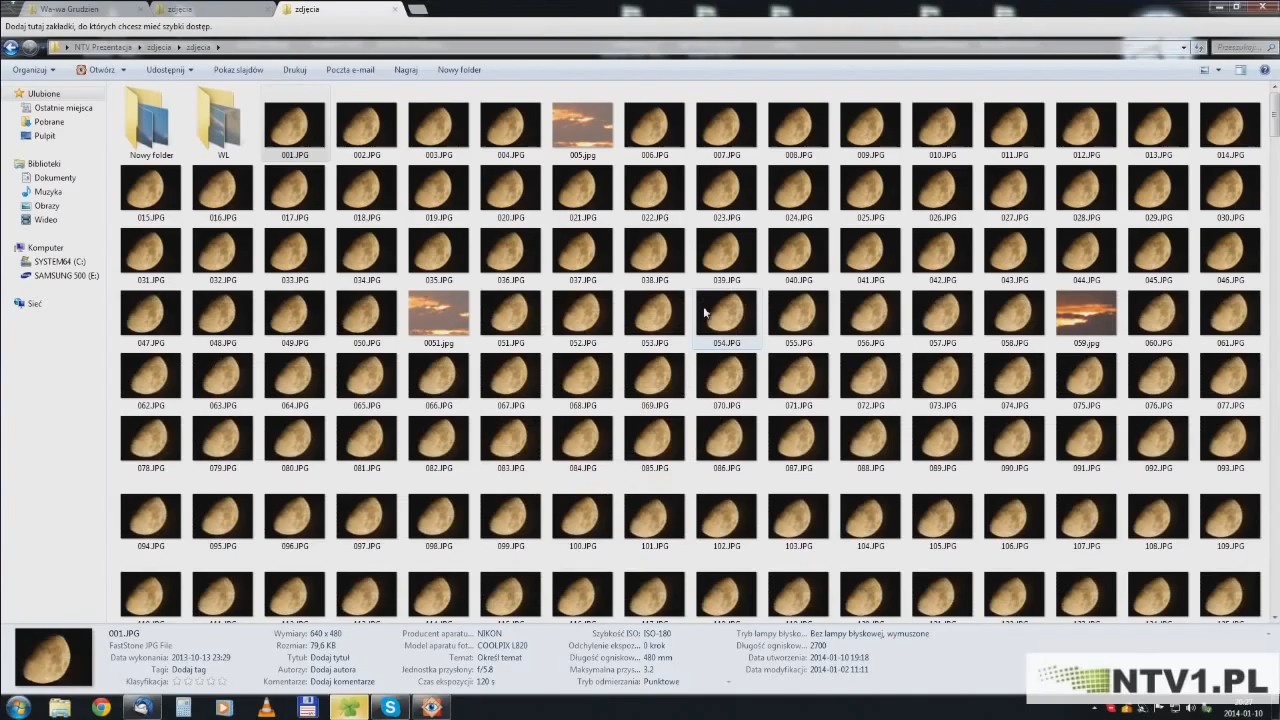 Wa-wa Grudzien
zdjęcia
zdjęcia
Dodaj tutaj zakładki, do których chcesz mieć szybki dostęp.
NTV Prezentacja zdjęcia zdjęcia
Przeszukaj...
Organizuj Otwórz Udostępnij Pokaz slajdów Drukuj Poczta e-mail Nagraj Nowy folder
Ulubione
Ostatnie miejsca
Pobrane
Pulpit
Biblioteki
Dokumenty
Muzyka
Obrazy
Wideo
Komputer
SYSTEM64 (C:)
SAMSUNG 500 (E:)
Sieć
Nowy folder WL 001.JPG 002.JPG 003.JPG 004.JPG 005.jpg 006.JPG 007.JPG 008.JPG 009.JPG 010.JPG 011.JPG 012.JPG 013.JPG 014.JPG
015.JPG 016.JPG 017.JPG 018.JPG 019.JPG 020.JPG 021.JPG 022.JPG 023.JPG 024.JPG 025.JPG 026.JPG 027.JPG 028.JPG 029.JPG 030.JPG
031.JPG 032.JPG 033.JPG 034.JPG 035.JPG 036.JPG 037.JPG 038.JPG 039.JPG 040.JPG 041.JPG 042.JPG 043.JPG 044.JPG 045.JPG 046.JPG
047.JPG 048.JPG 049.JPG 050.JPG 0051.jpg 051.JPG 052.JPG 053.JPG 054.JPG 055.JPG 056.JPG 057.JPG 058.JPG 059.jpg 060.JPG 061.JPG
062.JPG 063.JPG 064.JPG 065.JPG 066.JPG 067.JPG 068.JPG 069.JPG 070.JPG 071.JPG 072.JPG 073.JPG 074.JPG 075.JPG 076.JPG 077.JPG
078.JPG 079.JPG 080.JPG 081.JPG 082.JPG 083.JPG 084.JPG 085.JPG 086.JPG 087.JPG 088.JPG 089.JPG 090.JPG 091.JPG 092.JPG 093.JPG
094.JPG 095.JPG 096.JPG 097.JPG 098.JPG 099.JPG 100.JPG 101.JPG 102.JPG 103.JPG 104.JPG 105.JPG 106.JPG 107.JPG 108.JPG 109.JPG
001.JPG Wymiary: 640 x 480 Producent aparatu... NIKON Szybkość ISO: ISO-180 Tryb lampy błysko... Bez lampy błyskowej, wymuszone
FastStone JPG File Rozmiar: 79,6 KB Model aparatu fot... COOLPIX L820 Odchylenie ekspon... 0 krok Długość ogniskow... 2700
Data wykonania: 2013-10-13 23:29 Tytuł: Dodaj tytuł Temat: Określ temat Długość ogniskow... 480 mm Data utworzenia: 2014-01-10 19:18
Tagi: Dodaj tag Autorzy: Dodaj autora Jednostka przysłony: f/5.8 Maksymalna przys... 3.2 Data modyfikacji: 2014-01-02 11:11
Klasyfikacja: Komentarze: Dodaj komentarze Czas ekspozycji: 120 s Tryb odmierzania: Punktowe
NTV1.PL
2014-01-10